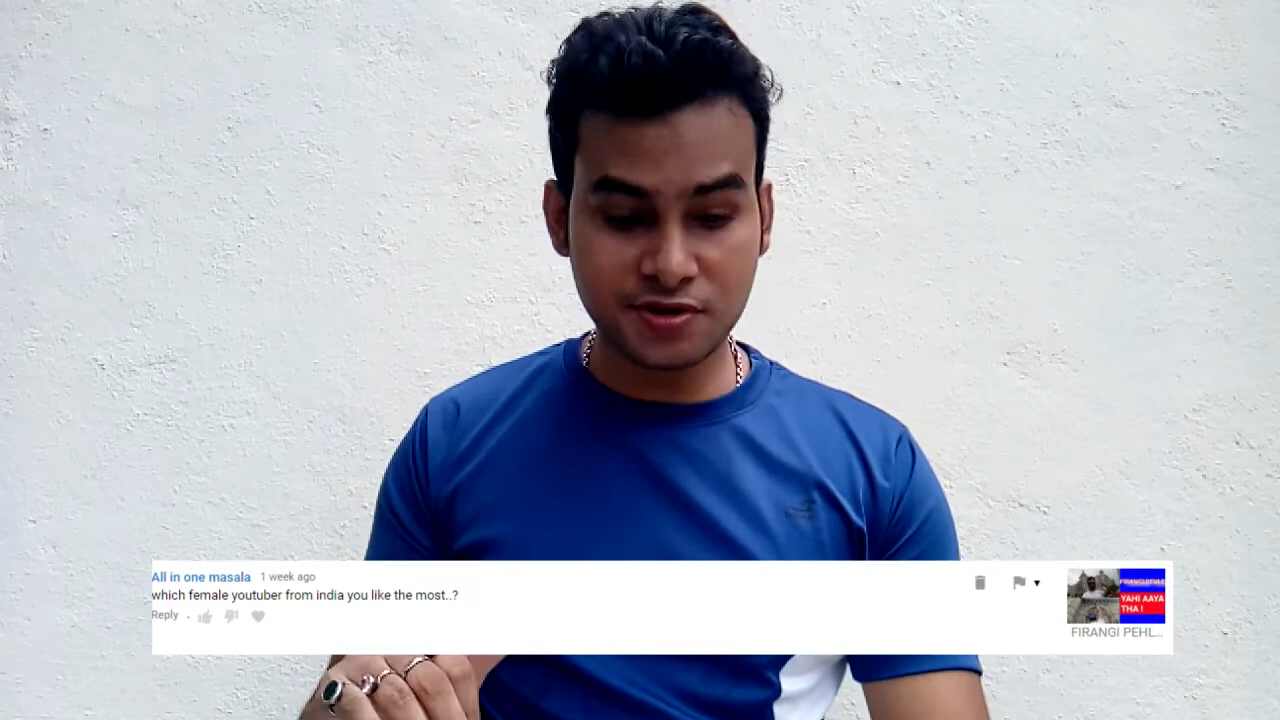 All in one masala 1 week ago
which female youtuber from india you like the most..?
Reply
YAHI AAYA
THA !
FIRANGI PEHL...